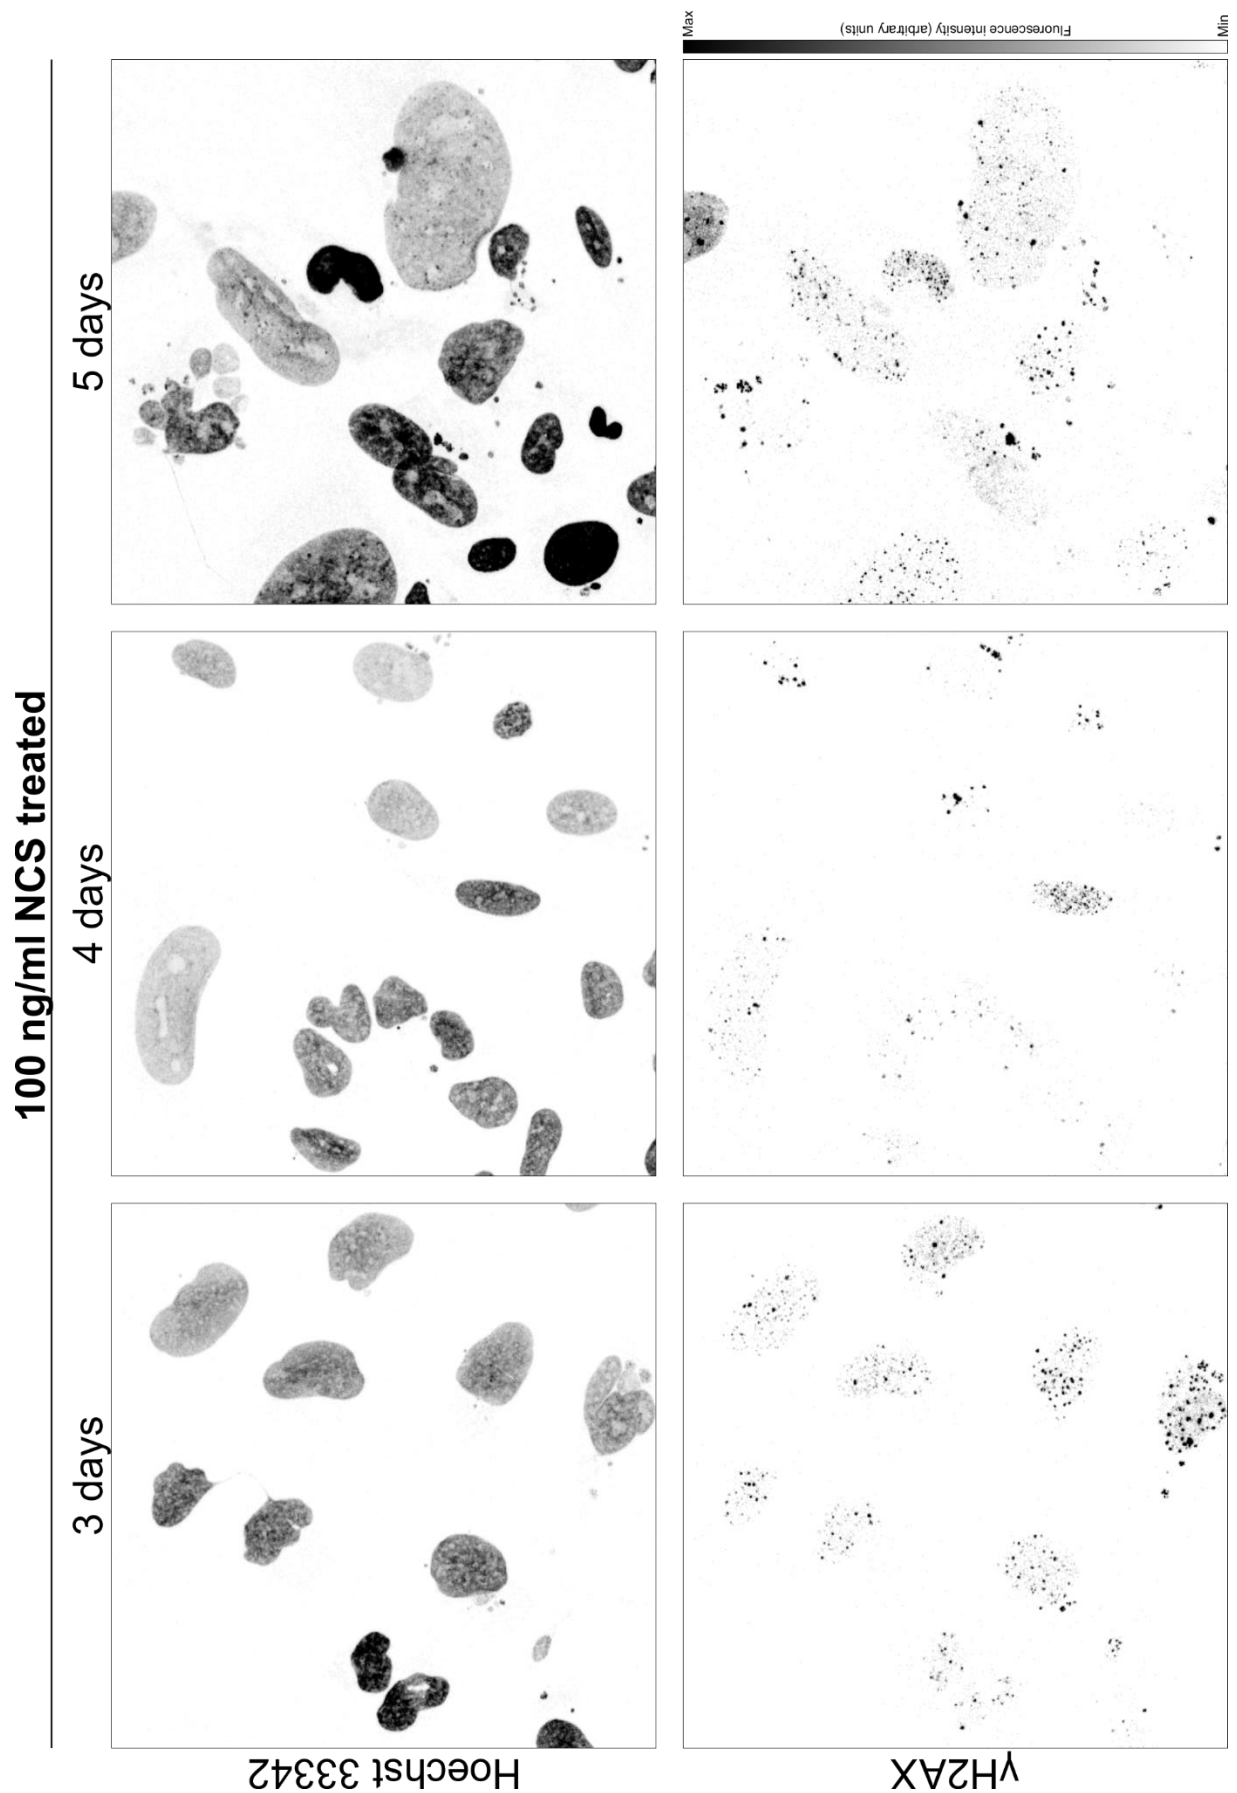 100 ng/ml NCS treated
3 days
4 days
5 days
Hoechst 33342
γH2AX
Max
Fluorescence intensity (arbitrary units)
Min